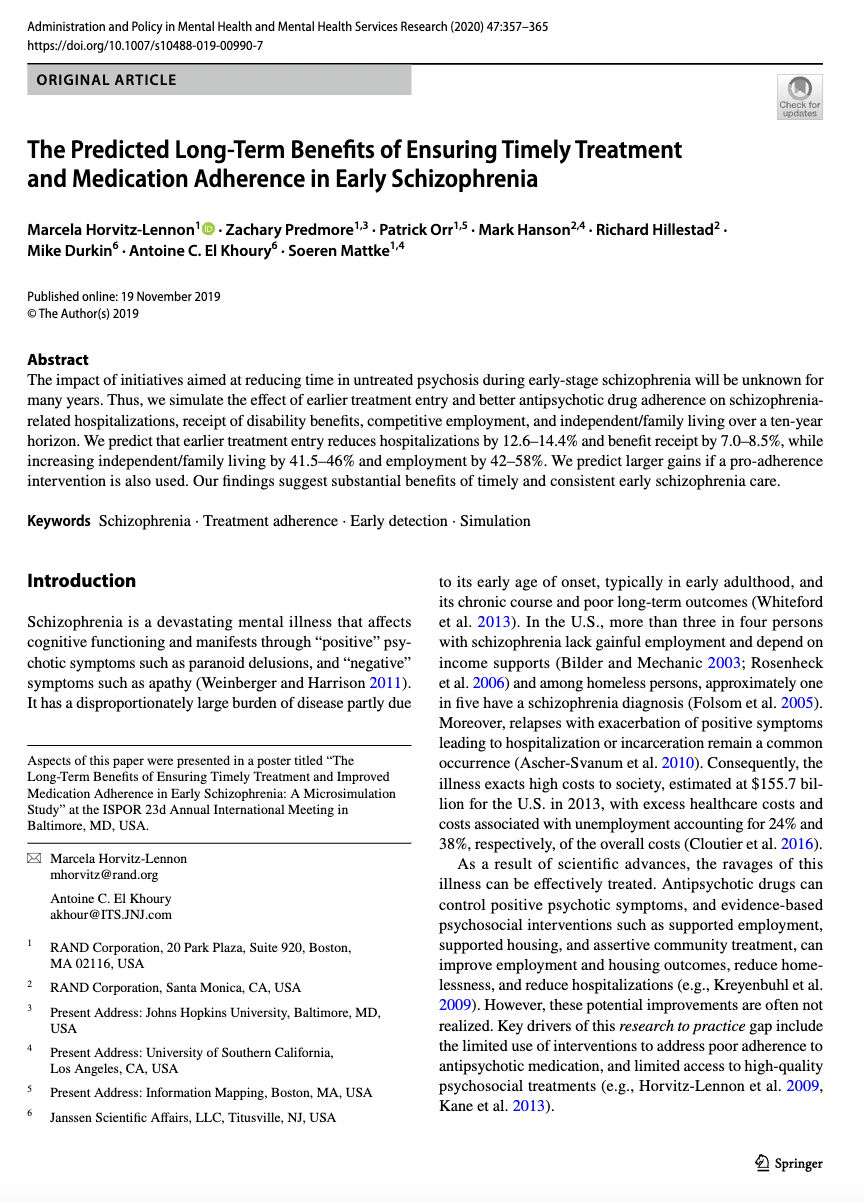 Administration and Policy in Mental Health and Mental Health Services Research (2020) 47:357–365
https://doi.org/10.1007/s10488-019-00990-7
ORIGINAL ARTICLE
Check for
updates
The Predicted Long-Term Benefits of Ensuring Timely Treatment
and Medication Adherence in Early Schizophrenia
Marcela Horvitz-Lennon1 iD · Zachary Predmore1,3 · Patrick Orr1,5 · Mark Hanson2,4 · Richard Hillestad2 ·
Mike Durkin6 · Antoine C. El Khoury6 · Soeren Mattke1,4
Published online: 19 November 2019
© The Author(s) 2019
Abstract
The impact of initiatives aimed at reducing time in untreated psychosis during early-stage schizophrenia will be unknown for
many years. Thus, we simulate the effect of earlier treatment entry and better antipsychotic drug adherence on schizophrenia-
related hospitalizations, receipt of disability benefits, competitive employment, and independent/family living over a ten-year
horizon. We predict that earlier treatment entry reduces hospitalizations by 12.6–14.4% and benefit receipt by 7.0–8.5%, while
increasing independent/family living by 41.5–46% and employment by 42–58%. We predict larger gains if a pro-adherence
intervention is also used. Our findings suggest substantial benefits of timely and consistent early schizophrenia care.
Keywords Schizophrenia · Treatment adherence · Early detection · Simulation
Introduction
Schizophrenia is a devastating mental illness that affects
cognitive functioning and manifests through “positive” psy-
chotic symptoms such as paranoid delusions, and “negative”
symptoms such as apathy (Weinberger and Harrison 2011).
It has a disproportionately large burden of disease partly due
Aspects of this paper were presented in a poster titled “The
Long-Term Benefits of Ensuring Timely Treatment and Improved
Medication Adherence in Early Schizophrenia: A Microsimulation
Study” at the ISPOR 23d Annual International Meeting in
Baltimore, MD, USA.
Marcela Horvitz-Lennon
mhorvitz@rand.org
Antoine C. El Khoury
akhour@ITS.JNJ.com
1 RAND Corporation, 20 Park Plaza, Suite 920, Boston,
MA 02116, USA
2 RAND Corporation, Santa Monica, CA, USA
3 Present Address: Johns Hopkins University, Baltimore, MD,
USA
4 Present Address: University of Southern California,
Los Angeles, CA, USA
5 Present Address: Information Mapping, Boston, MA, USA
6 Janssen Scientific Affairs, LLC, Titusville, NJ, USA
to its early age of onset, typically in early adulthood, and
its chronic course and poor long-term outcomes (Whiteford
et al. 2013). In the U.S., more than three in four persons
with schizophrenia lack gainful employment and depend on
income supports (Bilder and Mechanic 2003; Rosenheck
et al. 2006) and among homeless persons, approximately one
in five have a schizophrenia diagnosis (Folsom et al. 2005).
Moreover, relapses with exacerbation of positive symptoms
leading to hospitalization or incarceration remain a common
occurrence (Ascher-Svanum et al. 2010). Consequently, the
illness exacts high costs to society, estimated at $155.7 bil-
lion for the U.S. in 2013, with excess healthcare costs and
costs associated with unemployment accounting for 24% and
38%, respectively, of the overall costs (Cloutier et al. 2016).
As a result of scientific advances, the ravages of this
illness can be effectively treated. Antipsychotic drugs can
control positive psychotic symptoms, and evidence-based
psychosocial interventions such as supported employment,
supported housing, and assertive community treatment, can
improve employment and housing outcomes, reduce home-
lessness, and reduce hospitalizations (e.g., Kreyenbuhl et al.
2009). However, these potential improvements are often not
realized. Key drivers of this research to practice gap include
the limited use of interventions to address poor adherence to
antipsychotic medication, and limited access to high-quality
psychosocial treatments (e.g., Horvitz-Lennon et al. 2009,
Kane et al. 2013).
Springer